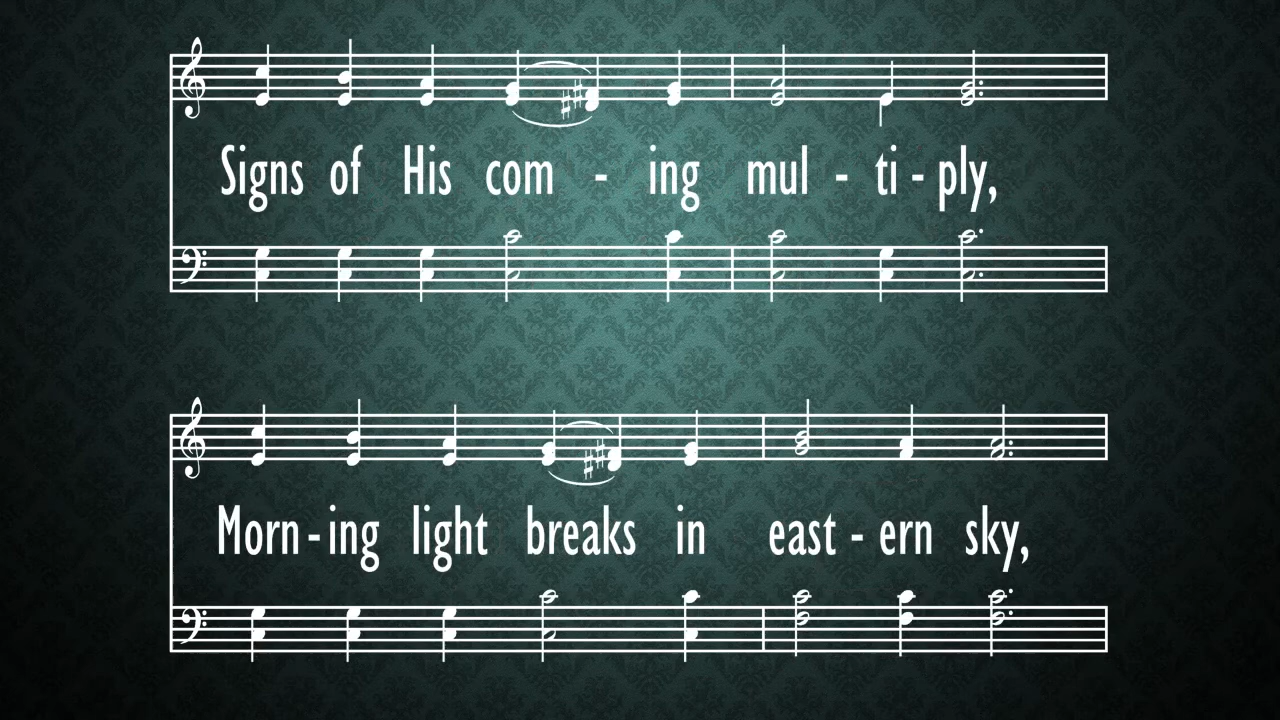 Signs of His com - ing mul - ti - ply,
Morn - ing light breaks in east - ern sky,